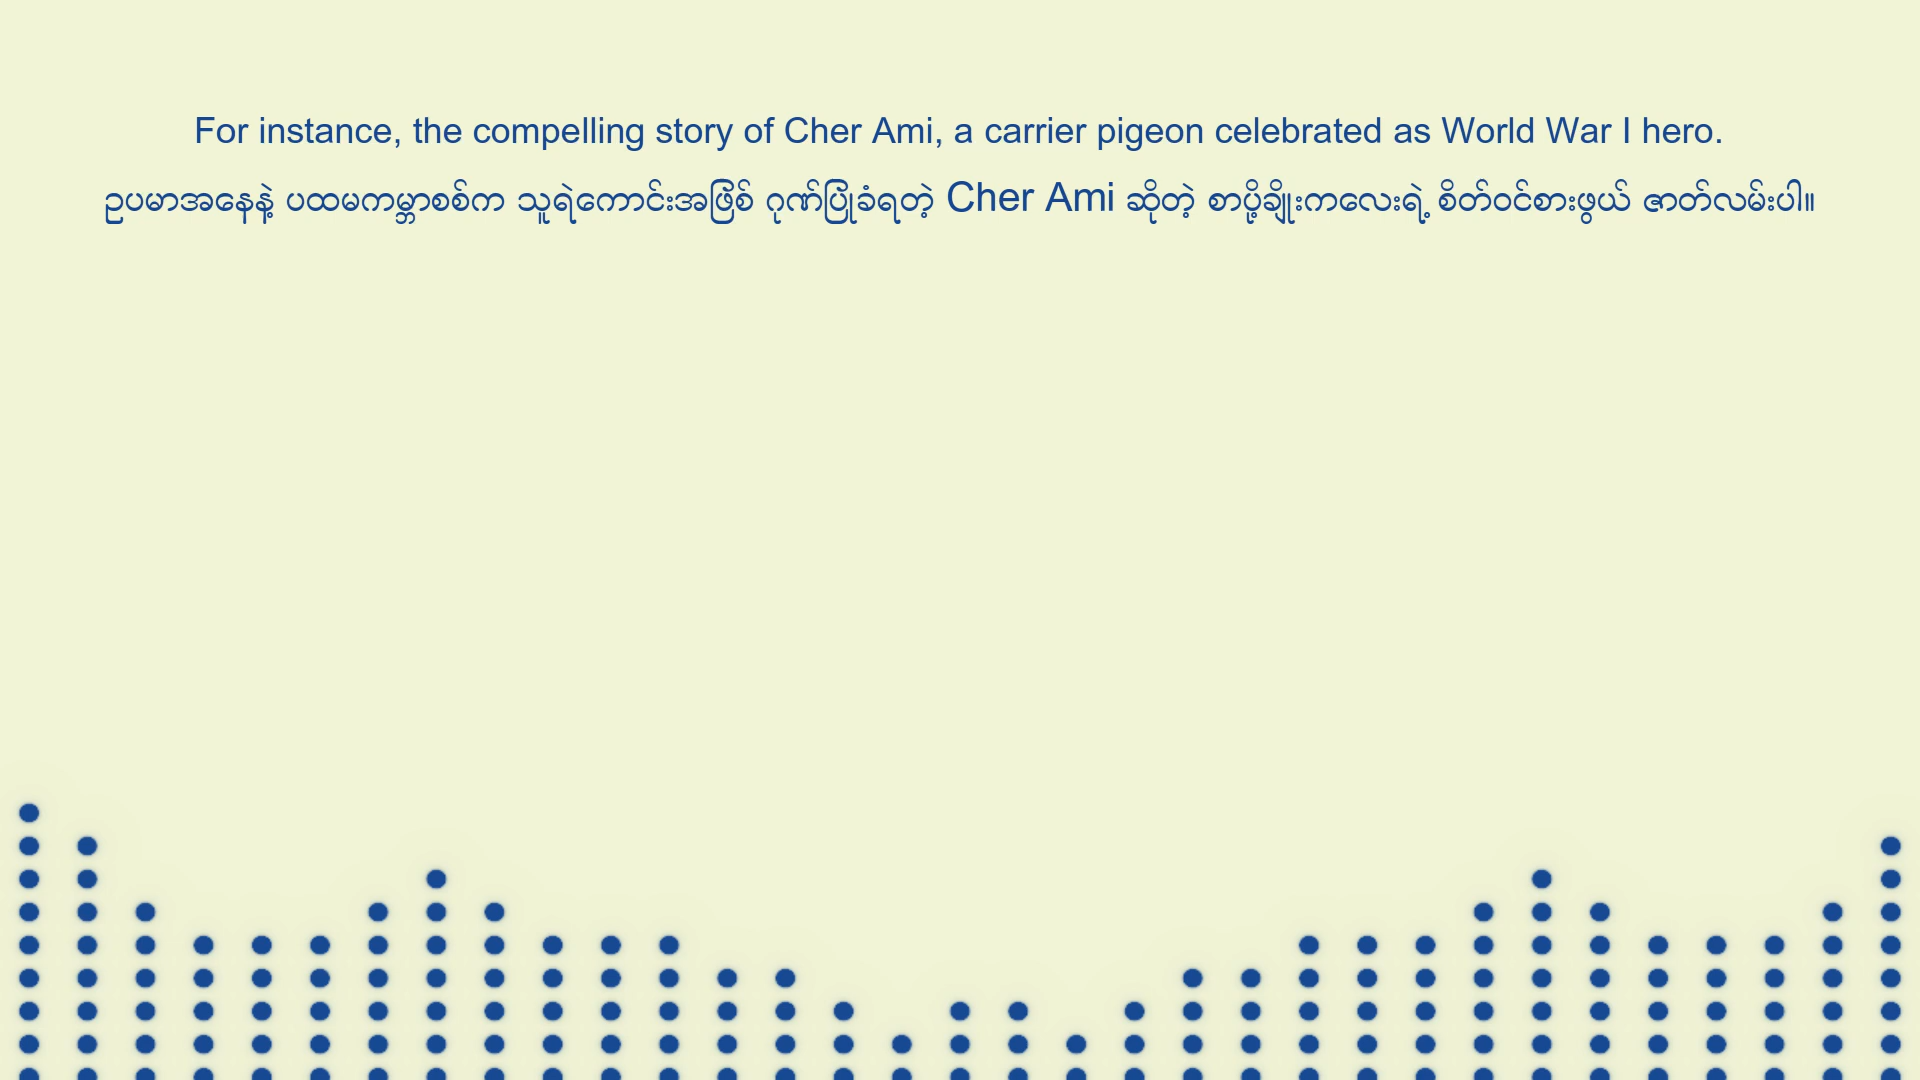 For instance, the compelling story of Cher Ami, a carrier pigeon celebrated as World War I hero.
ဥပမာအနေနဲ့ ပထမကမ္ဘာစစ်က သူရဲကောင်းအဖြစ် ဂုဏ်ပြုခံရတဲ့ Cher Ami ဆိုတဲ့ စာပို့ချိုးကလေးရဲ့ စိတ်ဝင်စားဖွယ် ဇာတ်လမ်းပါ။